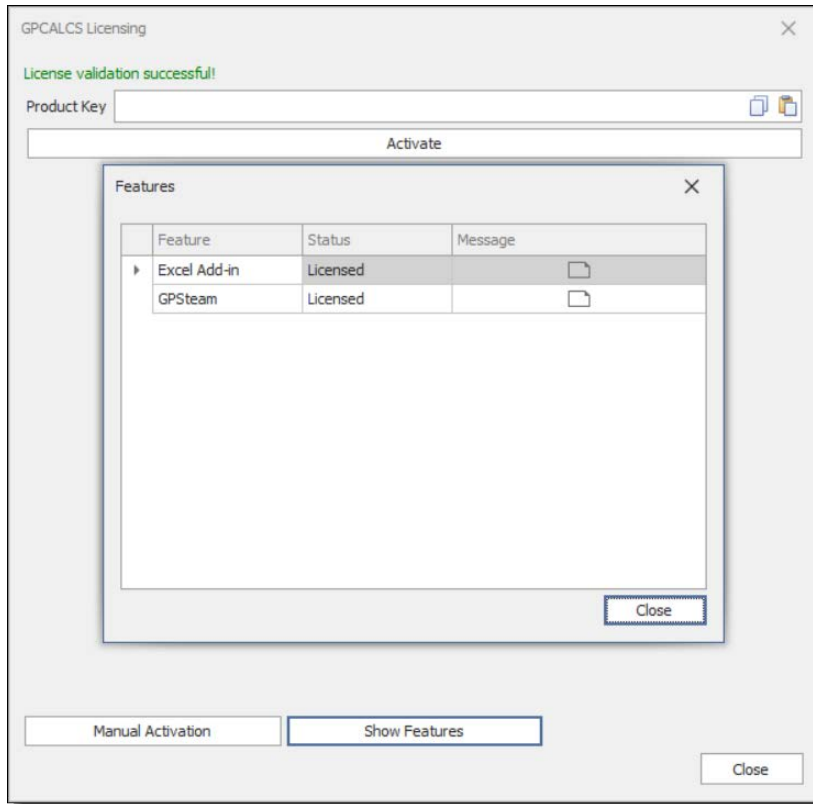 GPCALCS Licensing
License validation successful!
Product Key
Activate
Features
Feature Status Message
Excel Add-in Licensed
GPSteam Licensed
Close
Manual Activation Show Features
Close